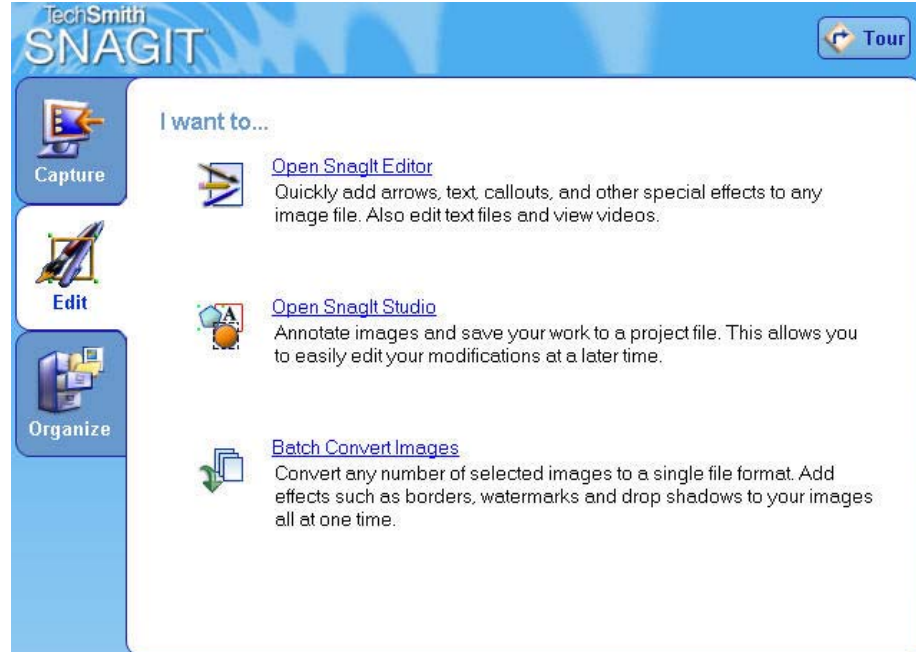 TechSmith
SNAGIT
Tour
Capture
Edit
Organize
I want to...
Open SnagIt Editor
Quickly add arrows, text, callouts, and other special effects to any
image file. Also edit text files and view videos.
Open SnagIt Studio
Annotate images and save your work to a project file. This allows you
to easily edit your modifications at a later time.
Batch Convert Images
Convert any number of selected images to a single file format. Add
effects such as borders, watermarks and drop shadows to your images
all at one time.